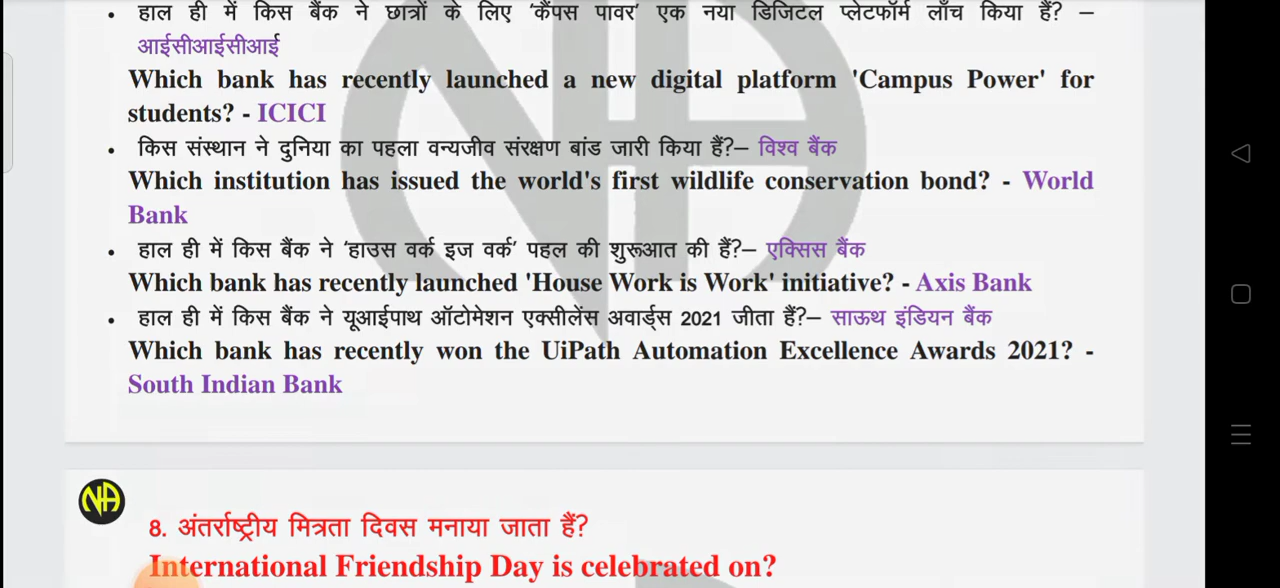 • हाल ही में किस बैंक ने छात्रों के लिए ‘कैंपस पावर’ एक नया डिजिटल प्लेटफॉर्म लॉंच किया हैं? –
आईसीआईसीआई
Which bank has recently launched a new digital platform 'Campus Power' for
students? - ICICI
• किस संस्थान ने दुनिया का पहला वन्यजीव संरक्षण बांड जारी किया हैं?– विश्व बैंक
Which institution has issued the world's first wildlife conservation bond? - World
Bank
• हाल ही में किस बैंक ने ‘हाउस वर्क इज वर्क’ पहल की शुरूआत की हैं?– एक्सिस बैंक
Which bank has recently launched 'House Work is Work' initiative? - Axis Bank
• हाल ही में किस बैंक ने यूआईपाथ ऑटोमेशन एक्सीलेंस अवार्ड्स 2021 जीता हैं?– साऊथ इंडियन बैंक
Which bank has recently won the UiPath Automation Excellence Awards 2021? -
South Indian Bank
NA
8. अंतर्राष्ट्रीय मित्रता दिवस मनाया जाता हैं?
International Friendship Day is celebrated on?